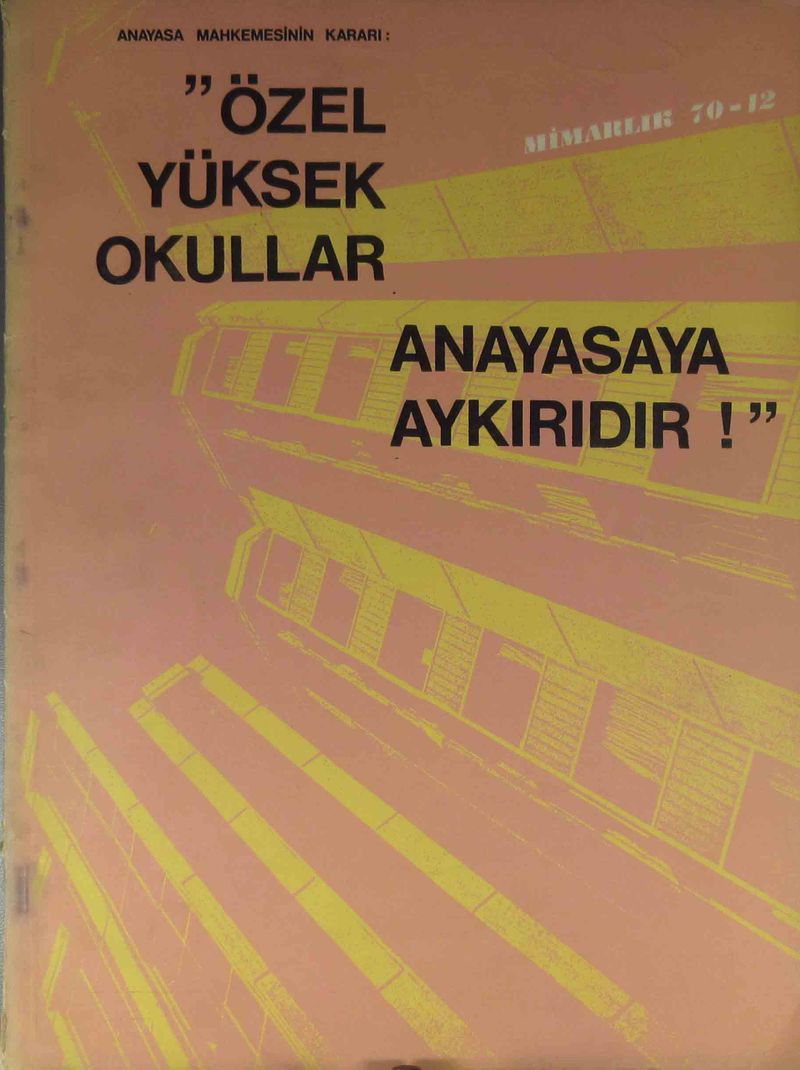 ANAYASA MAHKEMESİNİN KARARI :
MİMARLIK 70-12
"ÖZEL
YÜKSEK
OKULLAR
ANAYASAYA
AYKIRIDIR !"